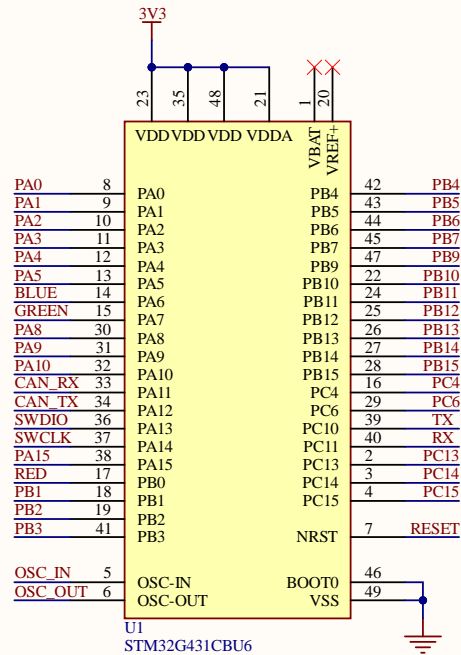 3V3
23 35 48 21 1 20
VDD VDD VDD VDDA VBAT VREF+
PA0 8 PA0 PB4 42 PB4
PA1 9 PA1 PB5 43 PB5
PA2 10 PA2 PB6 44 PB6
PA3 11 PA3 PB7 45 PB7
PA4 12 PA4 PB9 47 PB9
PA5 13 PA5 PB10 22 PB10
BLUE 14 PA6 PB11 24 PB11
GREEN 15 PA7 PB12 25 PB12
PA8 30 PA8 PB13 26 PB13
PA9 31 PA9 PB14 27 PB14
PA10 32 PA10 PB15 28 PB15
CAN_RX 33 PA11 PC4 16 PC4
CAN_TX 34 PA12 PC6 29 PC6
SWDIO 36 PA13 PC10 39 TX
SWCLK 37 PA14 PC11 40 RX
PA15 38 PA15 PC13 2 PC13
RED 17 PB0 PC14 3 PC14
PB1 18 PB1 PC15 4 PC15
PB2 19 PB2
PB3 41 PB3 NRST 7 RESET
OSC_IN 5 OSC-IN BOOT0 46
OSC_OUT 6 OSC-OUT VSS 49
U1
STM32G431CBU6